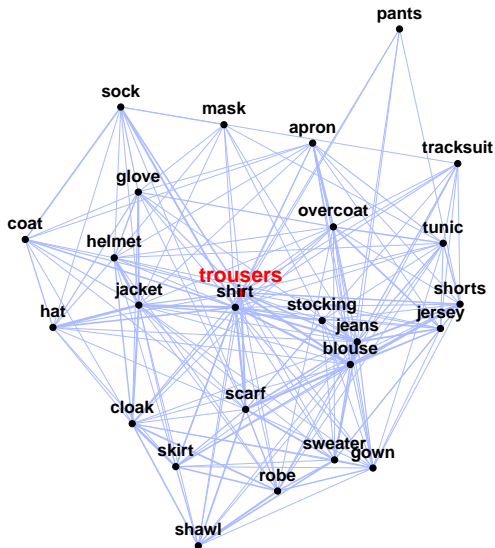 pants
sock
mask
apron
tracksuit
glove
overcoat
coat
tunic
helmet
trousers
jacket
shirt
stocking
shorts
hat
jersey
jeans
blouse
scarf
cloak
skirt
sweater
gown
robe
shawl